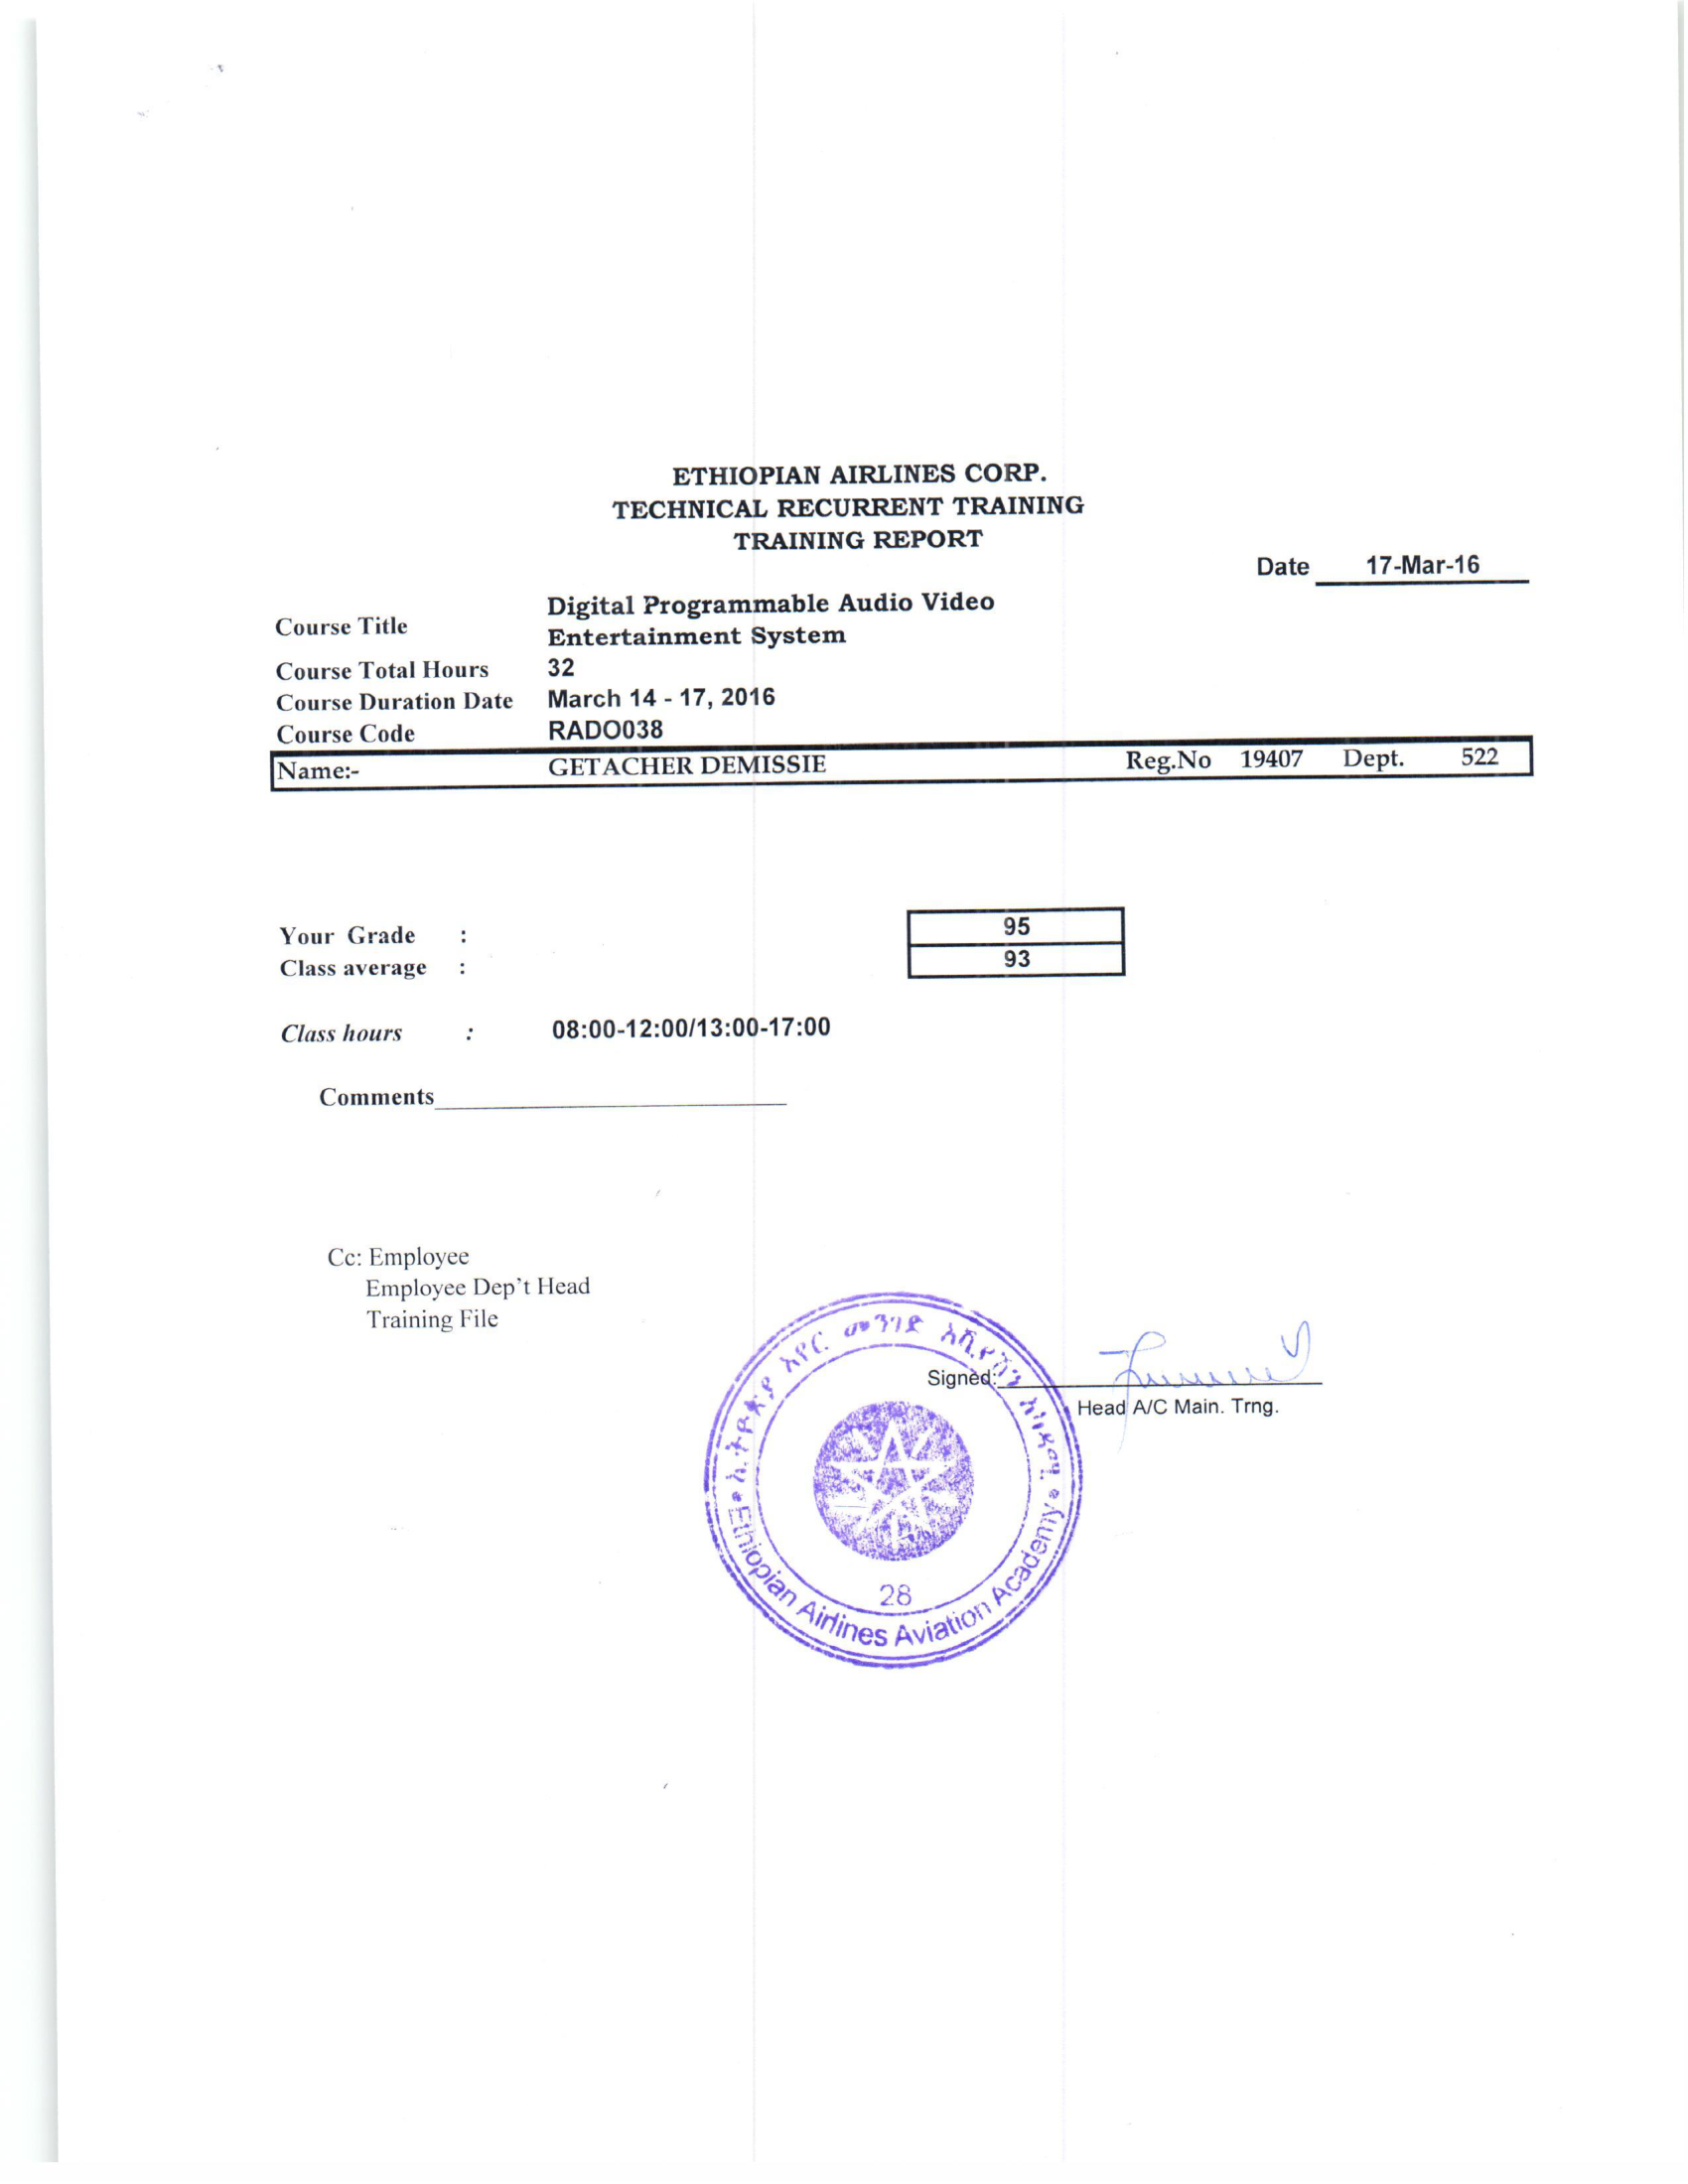 ETHIOPIAN AIRLINES CORP.
TECHNICAL RECURRENT TRAINING
TRAINING REPORT
Date 17-Mar-16
Course Title Digital Programmable Audio Video
Entertainment System
Course Total Hours 32
Course Duration Date March 14 - 17, 2016
Course Code RADO038
Name:- GETACHER DEMISSIE Reg.No 19407 Dept. 522
Your Grade : 95
Class average : 93
Class hours : 08:00-12:00/13:00-17:00
Comments
Cc: Employee
Employee Dep't Head
Training File
Signed:
Head A/C Main. Trng.
ኢትዮጵያ አየር መንገድ አቪዬሽን አካዳሚ
28
Ethiopian Airlines Aviation Academy